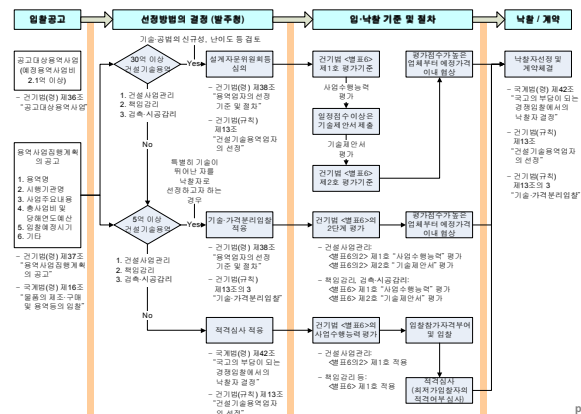 입찰공고
선정방법의 결정 (발주청)
입·낙찰 기준 및 절차
낙찰 / 계약
공고대상용역사업
(예정용역사업비
2.1억 이상)
- 건기법(령) 제36조
"공고대상용역사업"
용역사업집행계획
의 공고
1. 용역명
2. 시행기관명
3. 사업주요내용
4. 총사업비 및
당해연도예산
5. 입찰예정시기
6. 기타
- 건기법(령) 제37조
"용역사업집행계획
의 공고"
- 국계법(령) 제16조
"물품의 제조·구매
및 용역등의 입찰"
기술·공법의 신규성, 난이도 등 검토
30억 이상
건설기술용역
Yes
1. 건설사업관리
2. 책임감리
3. 검측·시공감리
No
설계자문위원회등
심의
- 건기법(령) 제38조
"용역업자의 선정
기준 및 절차"
- 건기법(규칙)
제13조
"건설기술용역업자
의 선정"
특별히 기술이
뛰어난 자를
낙찰자로
선정하고자 하는
경우
5억 이상
건설기술용역
Yes
1. 건설사업관리
2. 책임감리
3. 검측·시공감리
No
기술·가격분리입찰
적용
- 건기법(령) 제38조
"용역업자의 선정
기준 및 절차"
- 건기법(규칙)
제13조의 3
"기술·가격분리입찰"
적격심사 적용
- 국계법(령) 제42조
"국고의 부담이 되는
경쟁입찰에서의
낙찰자 결정"
- 건기법(규칙) 제13조
"건설기술용역업자
의 선정"
건기법 <별표6>
제1호 평가기준
사업수행능력
평가
일정점수이상은
기술제안서 제출
기술제안서
평가
건기법 <별표6>
제2호 평가기준
평가점수가 높은
업체부터 예정가격
이내 협상
건기법 <별표6>의
2단계 평가
평가점수가 높은
업체부터 예정가격
이내 협상
- 건설사업관리:
<별표6의2> 제1호 "사업수행능력" 평가
<별표6의2> 제2호 "기술제안서" 평가
- 책임감리, 검측·시공감리:
<별표6> 제1호 "사업수행능력" 평가
<별표6> 제2호 "기술제안서" 평가
건기법 <별표6>의
사업수행능력 평가
- 건설사업관리:
<별표6의2> 제1호 적용
- 책임감리 등:
<별표6> 제1호 적용
입찰참가자격부여
및 입찰
적격심사
(최저가입찰자의
적격여부 심사)
낙찰자선정 및
계약체결
- 국계법(령) 제42조
"국고의 부담이 되는
경쟁입찰에서의
낙찰자 결정"
- 건기법(규칙)
제13조
"건설기술용역업자
의 선정"
- 건기법(규칙)
제13조의 3
"기술·가격분리입찰"
p